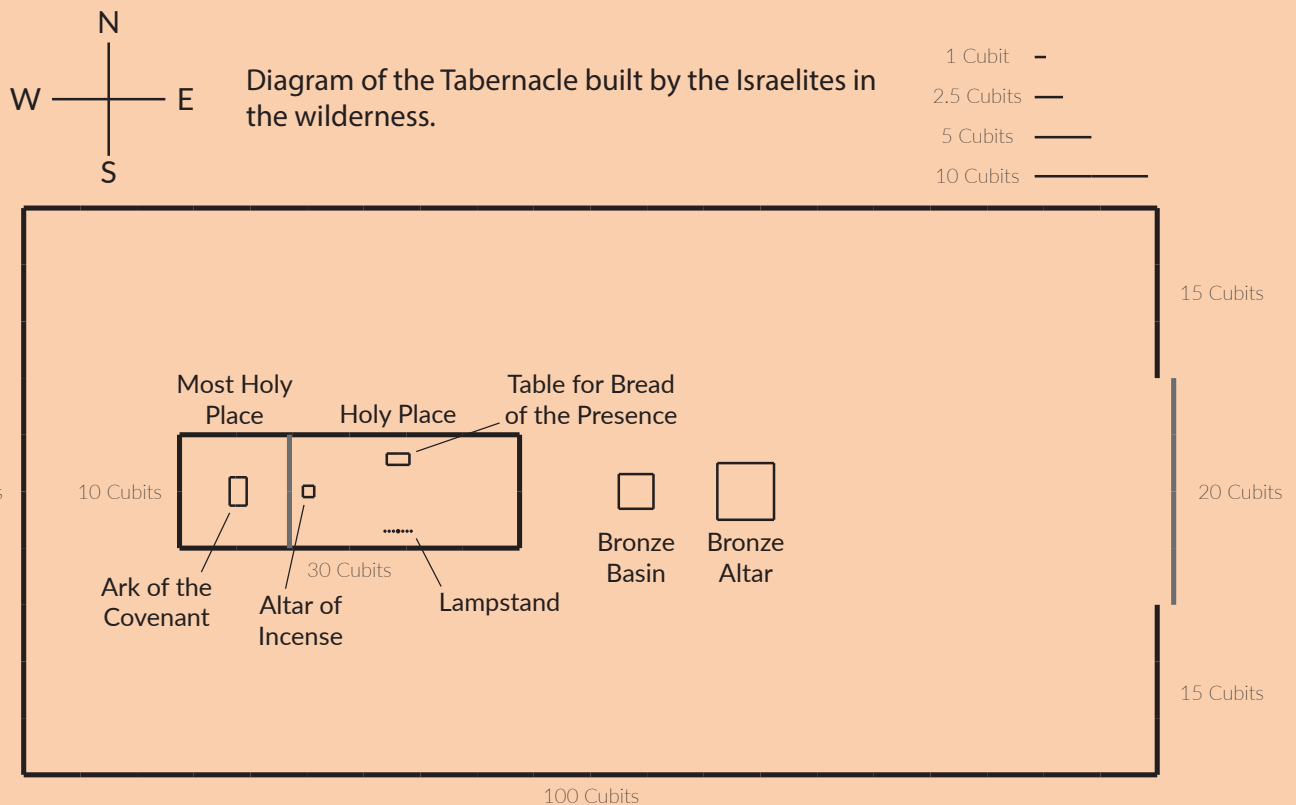 N
W
E
S
Diagram of the Tabernacle built by the Israelites in
the wilderness.
1 Cubit
2.5 Cubits
5 Cubits
10 Cubits
15 Cubits
Most Holy
Place
Holy Place
Table for Bread
of the Presence
10 Cubits
20 Cubits
30 Cubits
Ark of the
Covenant
Altar of
Incense
Lampstand
Bronze
Basin
Bronze
Altar
15 Cubits
100 Cubits